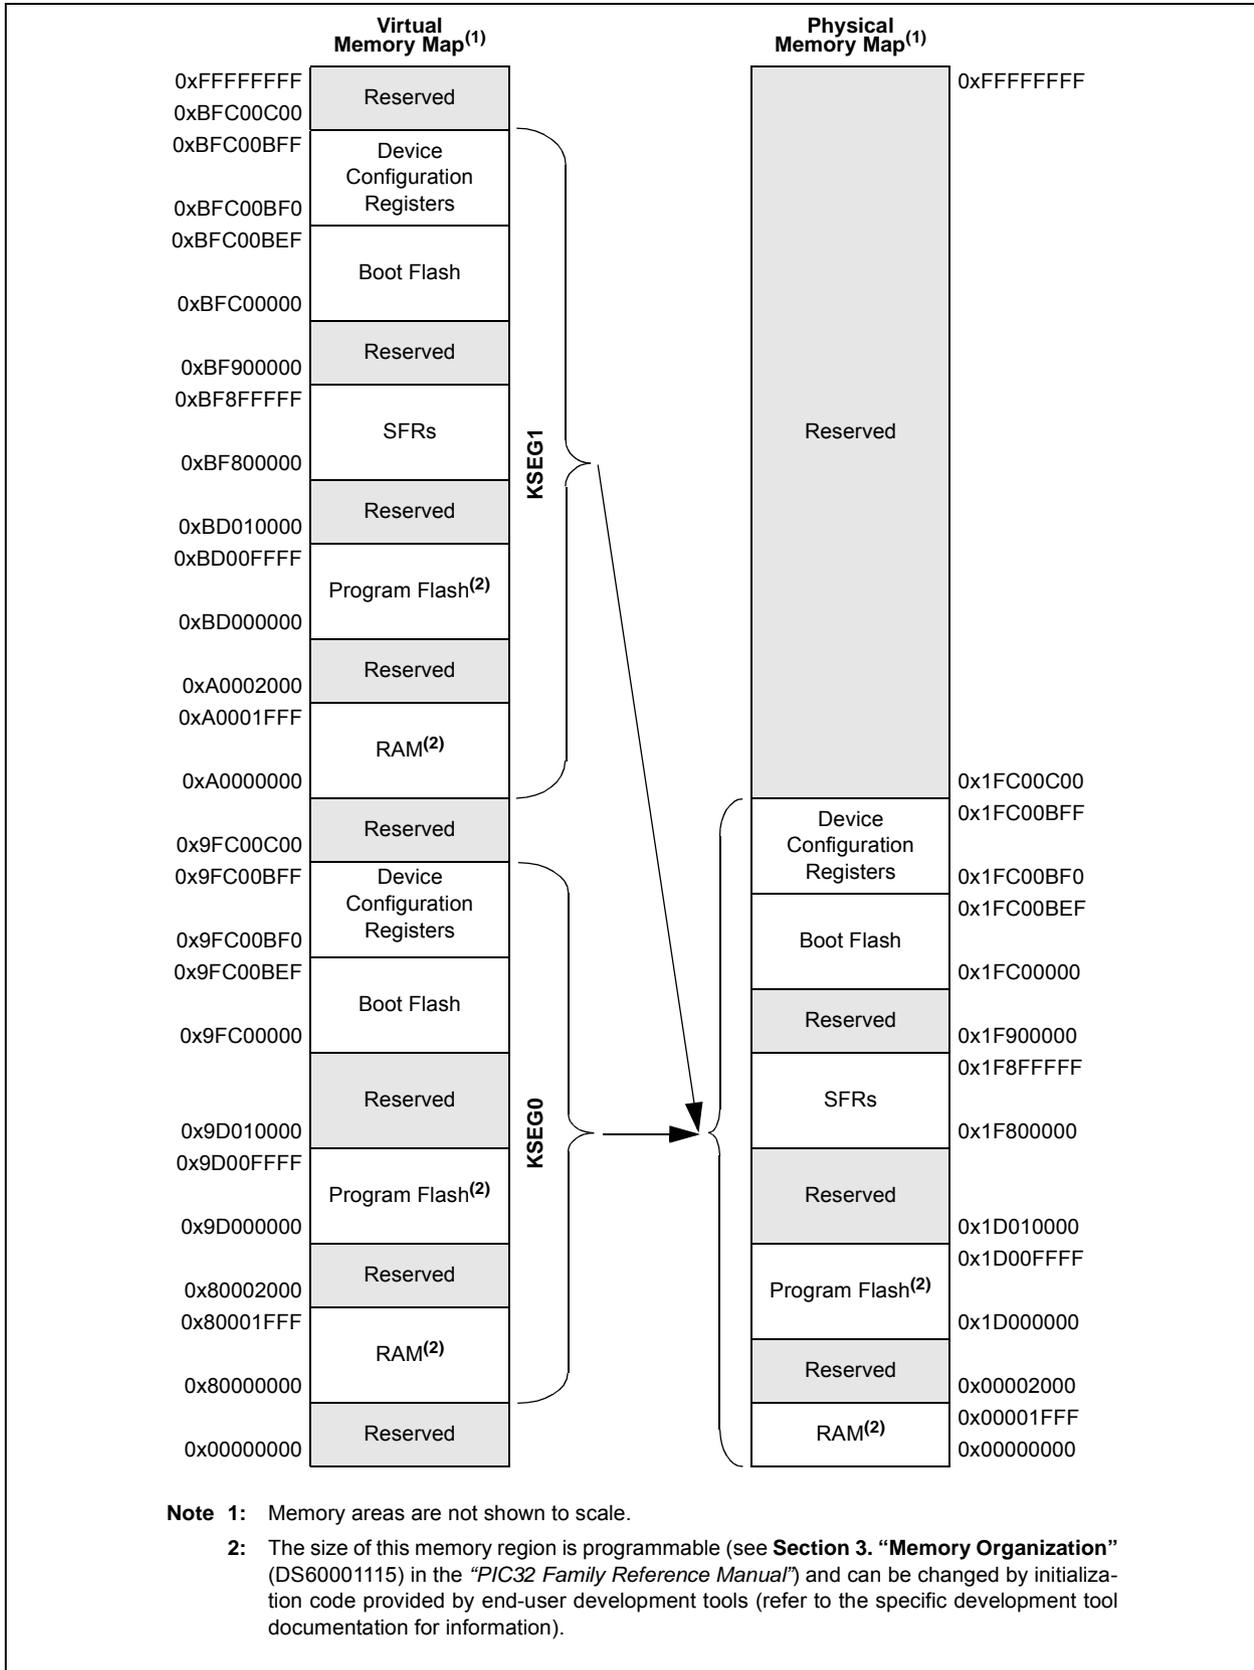 Virtual
Memory Map(1)
0xFFFFFFFF
Reserved
0xBFC00C00
0xBFC00BFF
Device
Configuration
Registers
0xBFC00BF0
0xBFC00BEF
Boot Flash
0xBFC00000
Reserved
0xBF900000
0xBF8FFFFF
SFRs
0xBF800000
Reserved
0xBD010000
0xBD00FFFF
Program Flash(2)
0xBD000000
Reserved
0xA0002000
0xA0001FFF
RAM(2)
0xA0000000
KSEG1
Reserved
0x9FC00C00
0x9FC00BFF
Device
Configuration
Registers
0x9FC00BF0
0x9FC00BEF
Boot Flash
0x9FC00000
Reserved
0x9D010000
0x9D00FFFF
Program Flash(2)
0x9D000000
Reserved
0x80002000
0x80001FFF
RAM(2)
0x80000000
KSEG0
Reserved
0x00000000
Physical
Memory Map(1)
0xFFFFFFFF
Reserved
0x1FC00C00
0x1FC00BFF
Device
Configuration
Registers
0x1FC00BF0
0x1FC00BEF
Boot Flash
0x1FC00000
Reserved
0x1F900000
0x1F8FFFFF
SFRs
0x1F800000
Reserved
0x1D010000
0x1D00FFFF
Program Flash(2)
0x1D000000
Reserved
0x00002000
0x00001FFF
RAM(2)
0x00000000
Note 1: Memory areas are not shown to scale.
2: The size of this memory region is programmable (see Section 3. “Memory Organization”
(DS60001115) in the “PIC32 Family Reference Manual”) and can be changed by initializa-
tion code provided by end-user development tools (refer to the specific development tool
documentation for information).